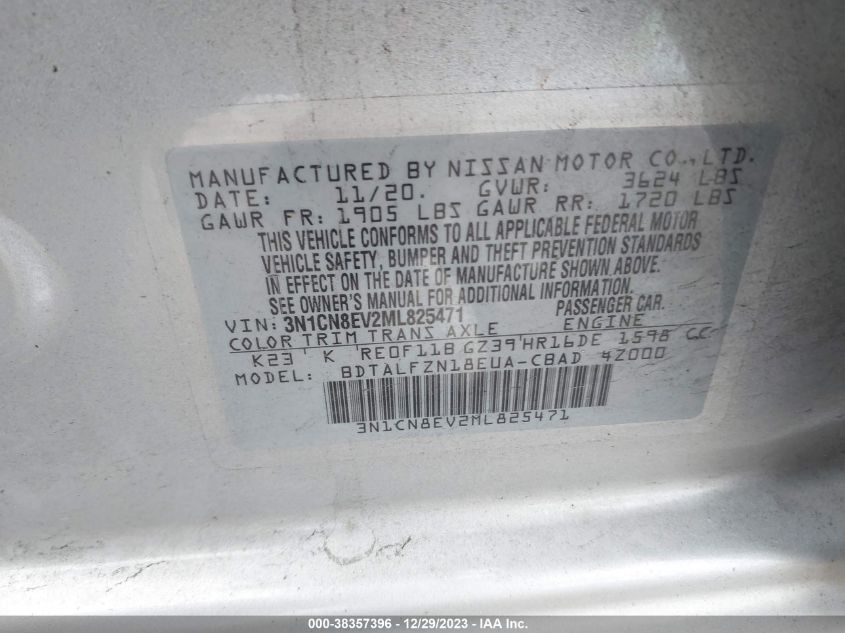 MANUFACTURED BY NISSAN MOTOR CO., LTD.
DATE: 11/20. GVWR: 3624 LBS
GAWR FR: 1905 LBS GAWR RR: 1720 LBS
THIS VEHICLE CONFORMS TO ALL APPLICABLE FEDERAL MOTOR
VEHICLE SAFETY, BUMPER AND THEFT PREVENTION STANDARDS
IN EFFECT ON THE DATE OF MANUFACTURE SHOWN ABOVE.
SEE OWNER'S MANUAL FOR ADDITIONAL INFORMATION.
VIN: 3N1CN8EV2ML825471 PASSENGER CAR.
COLOR TRIM TRANS AXLE ENGINE
K23 K RE0F11B GZ39 HR16DE 1598 CC
MODEL: BDTALFZN18EUA-CBAD 4Z000
3N1CN8EV2ML825471
000-38357396 - 12/29/2023 - IAAI Inc.